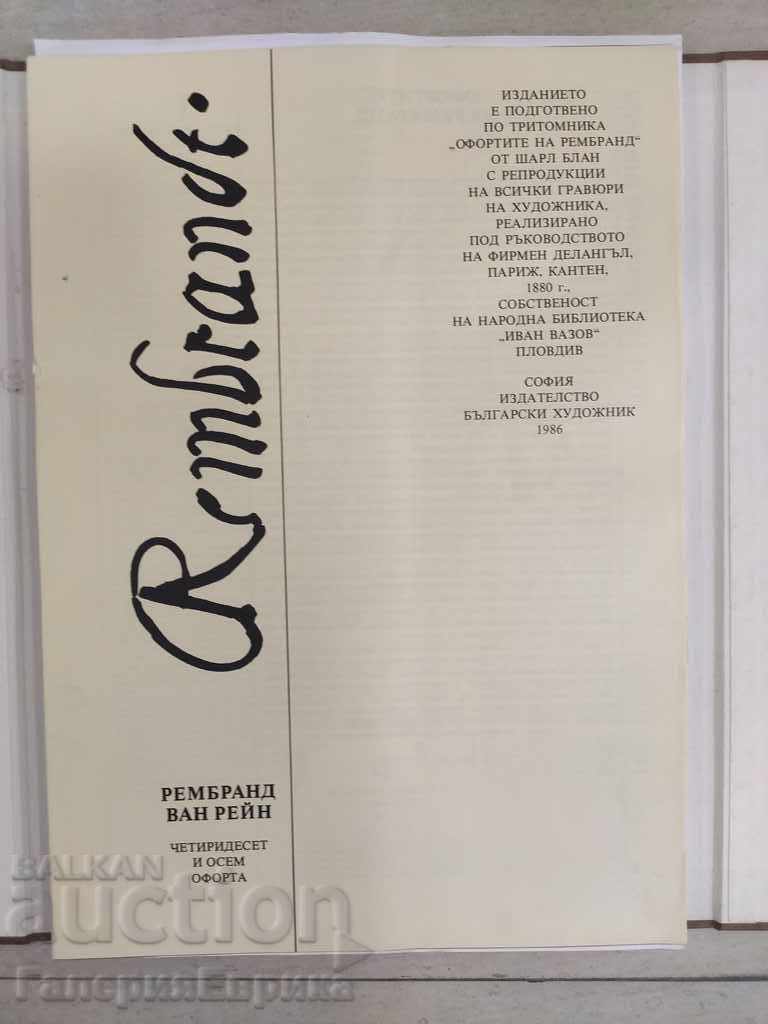 Rembrandt.
РЕМБРАНД
ВАН РЕЙН
ЧЕТИРИДЕСЕТ
И ОСЕМ
ОФОРТА
ИЗДАНИЕТО
Е ПОДГОТВЕНО
ПО ТРИТОМНИКА
„ОФОРТИТЕ НА РЕМБРАНД“
ОТ ШАРЛ БЛАН
С РЕПРОДУКЦИИ
НА ВСИЧКИ ГРАВЮРИ
НА ХУДОЖНИКА,
РЕАЛИЗИРАНО
ПОД РЪКОВОДСТВОТО
НА ФИРМЕН ДЕЛАНГЪЛ,
ПАРИЖ, КАНТЕН,
1880 г.,
СОБСТВЕНОСТ
НА НАРОДНА БИБЛИОТЕКА
„ИВАН ВАЗОВ“
ПЛОВДИВ
СОФИЯ
ИЗДАТЕЛСТВО
БЪЛГАРСКИ ХУДОЖНИК
1986
BALKAN
auction
ГалерияЕврика